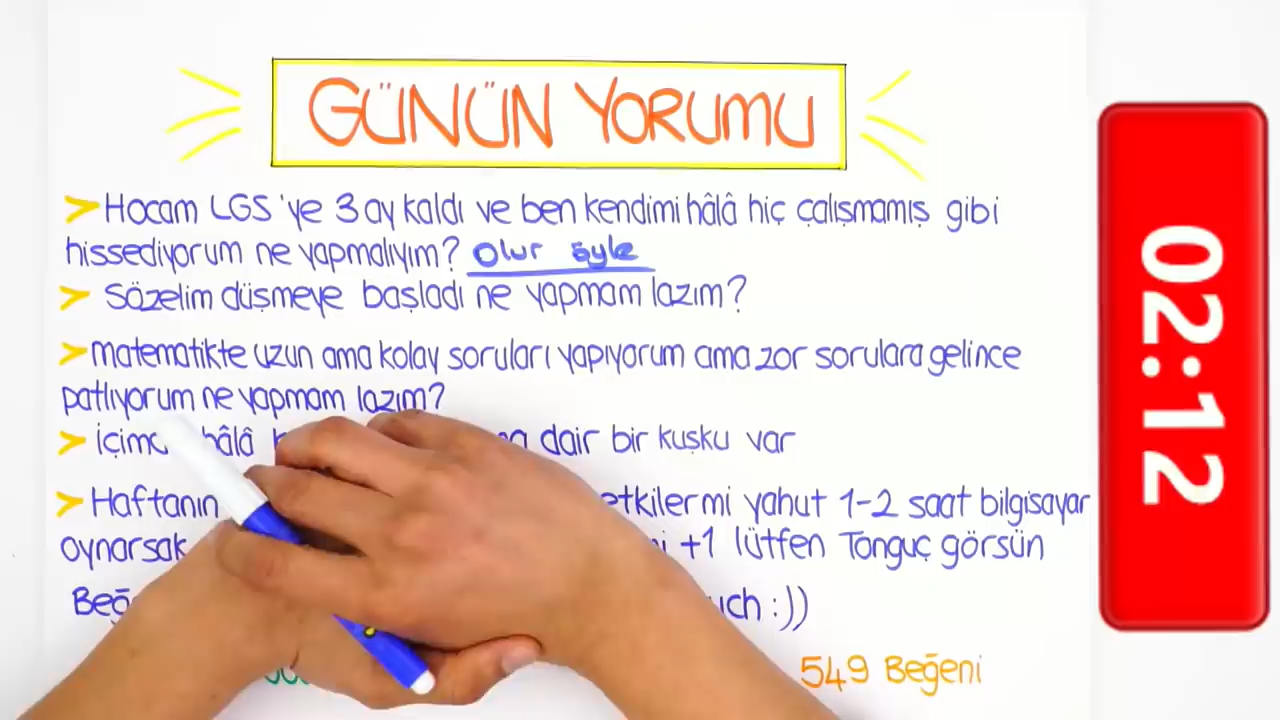 GÜNÜN YORUMU
Hocam LGS'ye 3 ay kaldı ve ben kendimi hâlâ hiç çalışmamış gibi
hissediyorum ne yapmalıyım? Olur öyle
Sözelim düşmeye başladı ne yapmam lazım?
matematikte uzun ama kolay soruları yapıyorum ama zor sorulara gelince
patlıyorum ne yapmam lazım?
hâlâ dair bir kuşku var
Haftanın etkiler mi yahut 1-2 saat bilgisayar
oynarsak +1 lütfen Tonguç görsün
:))
549 Beğeni
02:12